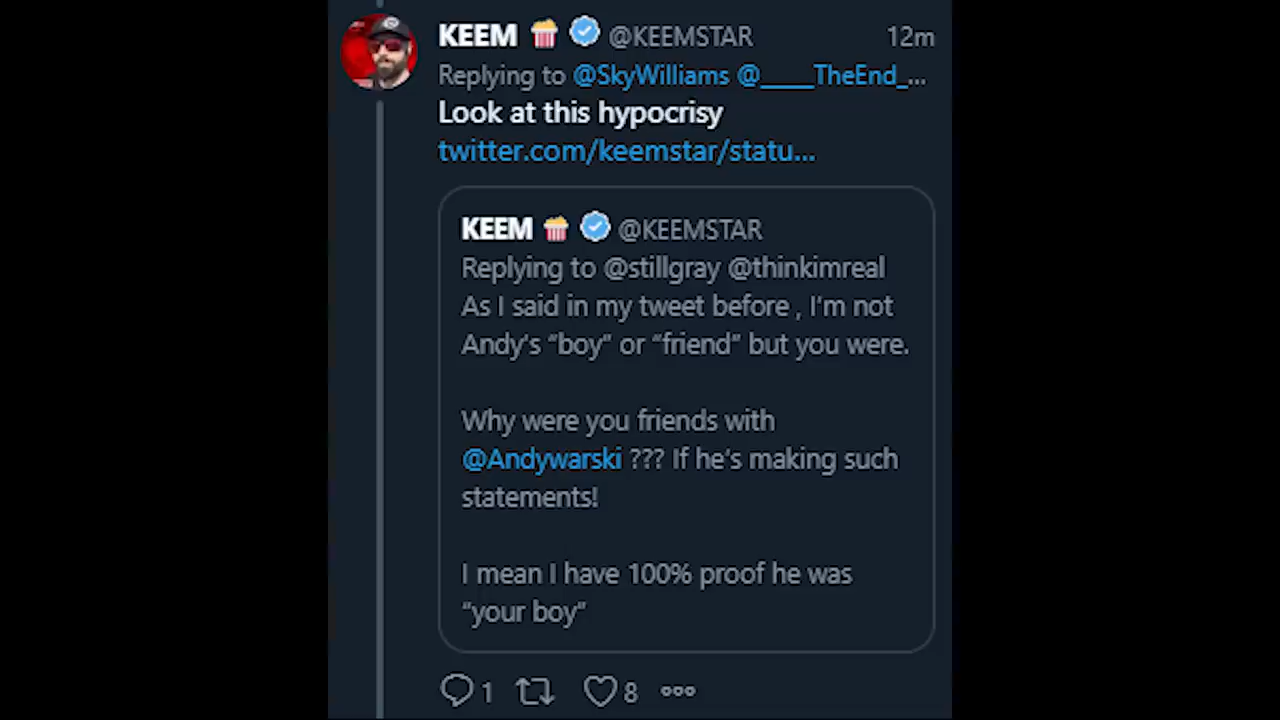 KEEM 🍿 @KEEMSTAR 12m
Replying to @SkyWilliams @_____TheEnd_...
Look at this hypocrisy
twitter.com/keemstar/statu...
KEEM 🍿 @KEEMSTAR
Replying to @stillgray @thinkimreal
As I said in my tweet before , I'm not
Andy's “boy” or “friend” but you were.
Why were you friends with
@Andywarski ??? If he's making such
statements!
I mean I have 100% proof he was
“your boy”
1 8